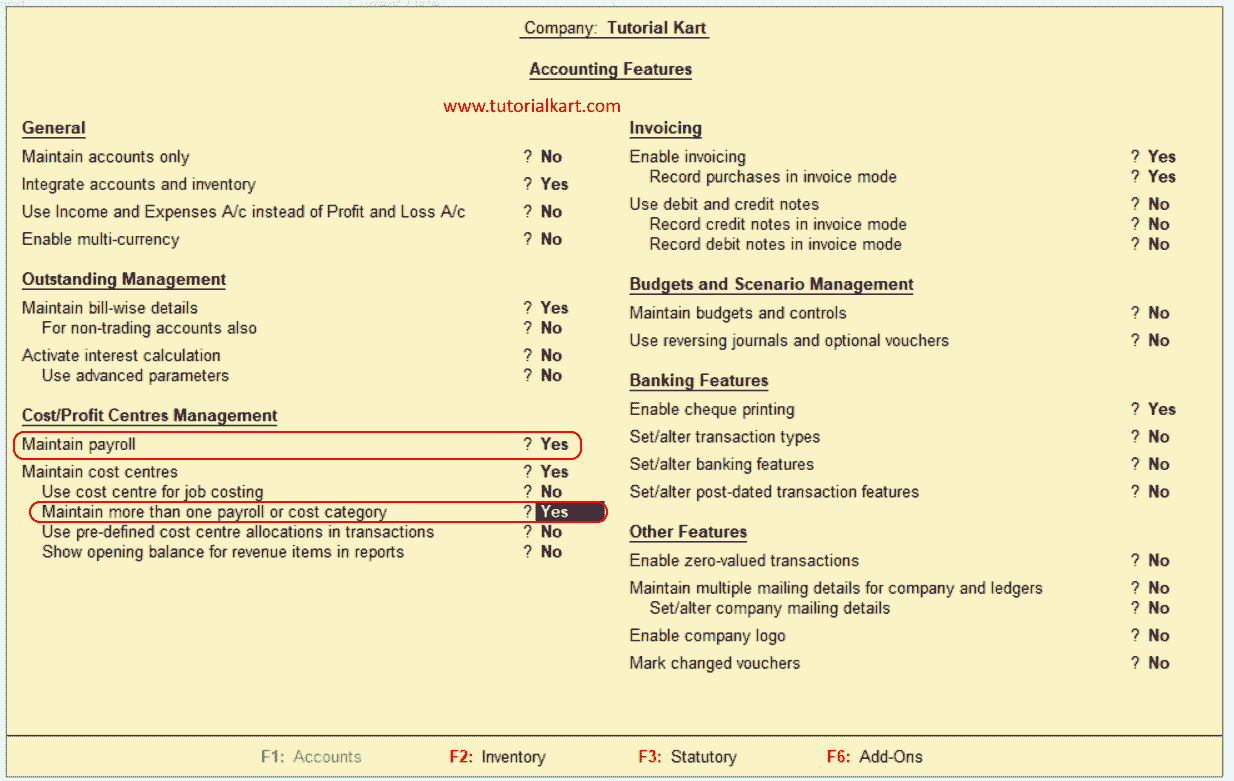 Company: Tutorial Kart
Accounting Features
www.tutorialkart.com
General
Maintain accounts only ? No
Integrate accounts and inventory ? Yes
Use Income and Expenses A/c instead of Profit and Loss A/c ? No
Enable multi-currency ? No
Outstanding Management
Maintain bill-wise details ? Yes
For non-trading accounts also ? No
Activate interest calculation ? No
Use advanced parameters ? No
Cost/Profit Centres Management
Maintain payroll ? Yes
Maintain cost centres ? Yes
Use cost centre for job costing ? No
Maintain more than one payroll or cost category ? Yes
Use pre-defined cost centre allocations in transactions ? No
Show opening balance for revenue items in reports ? No
Invoicing
Enable invoicing ? Yes
Record purchases in invoice mode ? Yes
Use debit and credit notes ? No
Record credit notes in invoice mode ? No
Record debit notes in invoice mode ? No
Budgets and Scenario Management
Maintain budgets and controls ? No
Use reversing journals and optional vouchers ? No
Banking Features
Enable cheque printing ? Yes
Set/alter transaction types ? No
Set/alter banking features ? No
Set/alter post-dated transaction features ? No
Other Features
Enable zero-valued transactions ? No
Maintain multiple mailing details for company and ledgers ? No
Set/alter company mailing details ? No
Enable company logo ? No
Mark changed vouchers ? No
F1: Accounts F2: Inventory F3: Statutory F6: Add-Ons